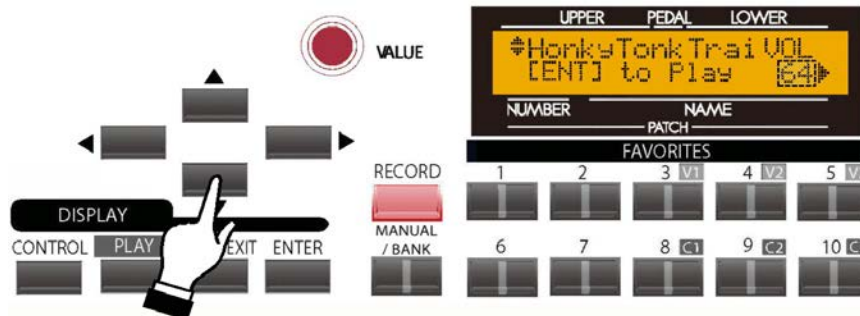 UPPER PEDAL LOWER
HonkyTonk Trai VOL
[ENT] to Play 64
NUMBER NAME
PATCH
VALUE
FAVORITES
RECORD
1 2 3 V1 4 V2 5
DISPLAY
MANUAL
/ BANK
CONTROL PLAY EXIT ENTER
6 7 8 C1 9 C2 10